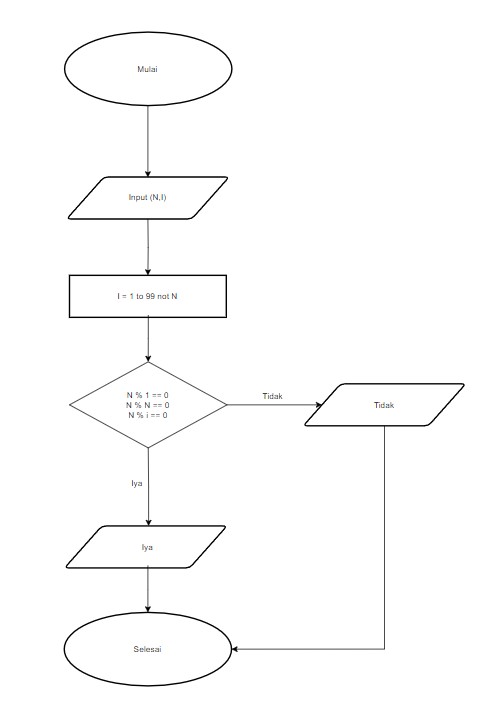 Mulai
Input (N,I)
I = 1 to 99 not N
N % 1 == 0
N % N == 0
N % i == 0
Tidak
Tidak
Iya
Iya
Selesai